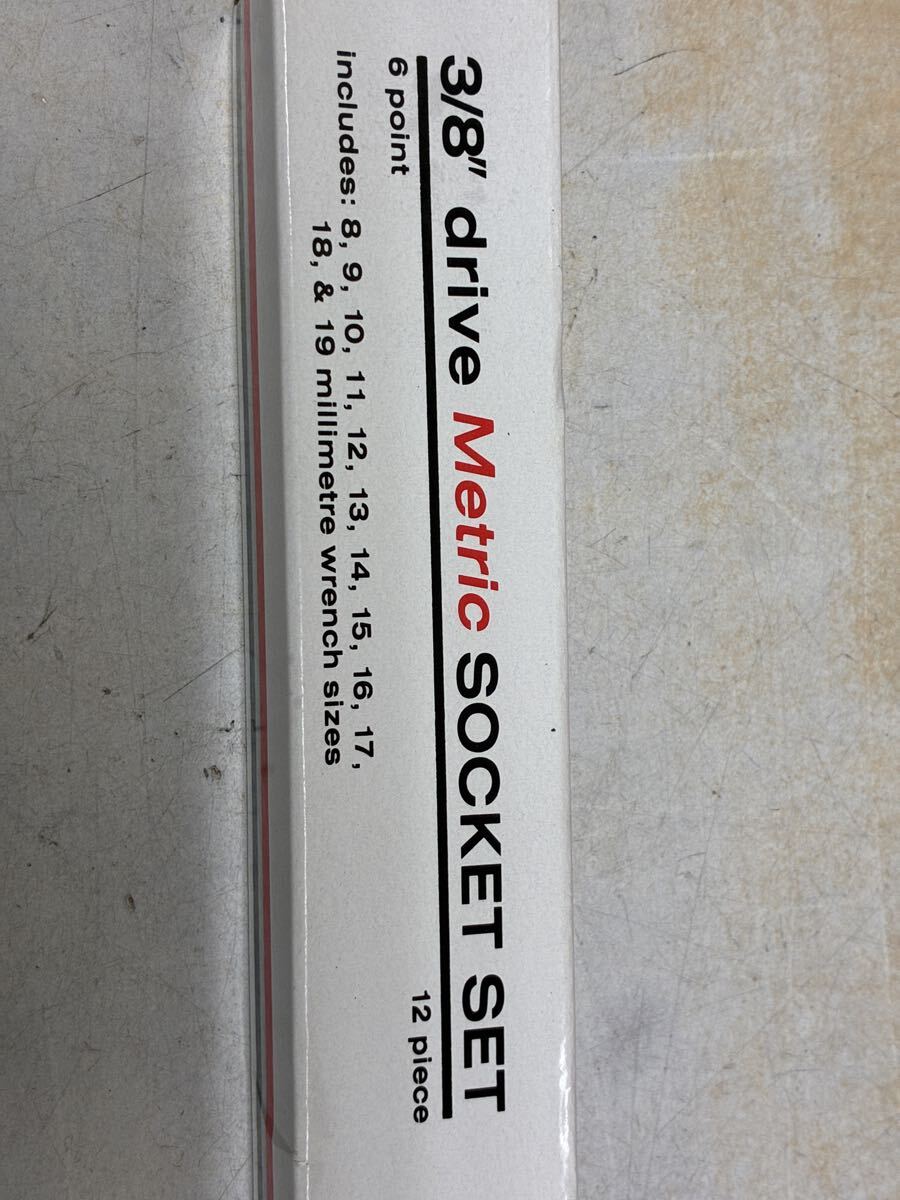 3/8" drive Metric SOCKET SET
6 point
12 piece
includes: 8, 9, 10, 11, 12, 13, 14, 15, 16, 17,
18, & 19 millimetre wrench sizes